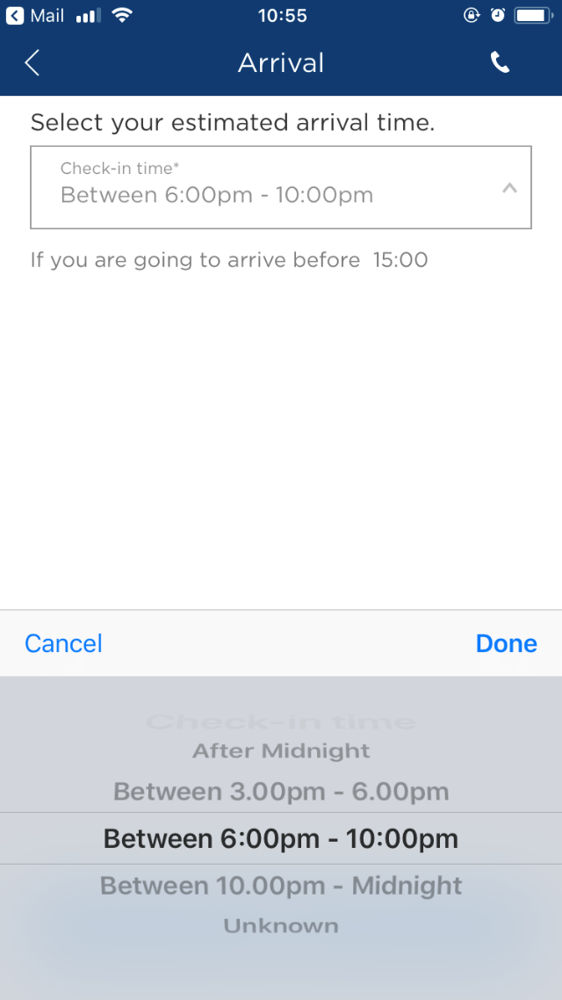 Mail 10:55
Arrival
Select your estimated arrival time.
Check-in time*
Between 6:00pm - 10:00pm
If you are going to arrive before 15:00
Cancel Done
Check-in time
After Midnight
Between 3.00pm - 6.00pm
Between 6:00pm - 10:00pm
Between 10.00pm - Midnight
Unknown